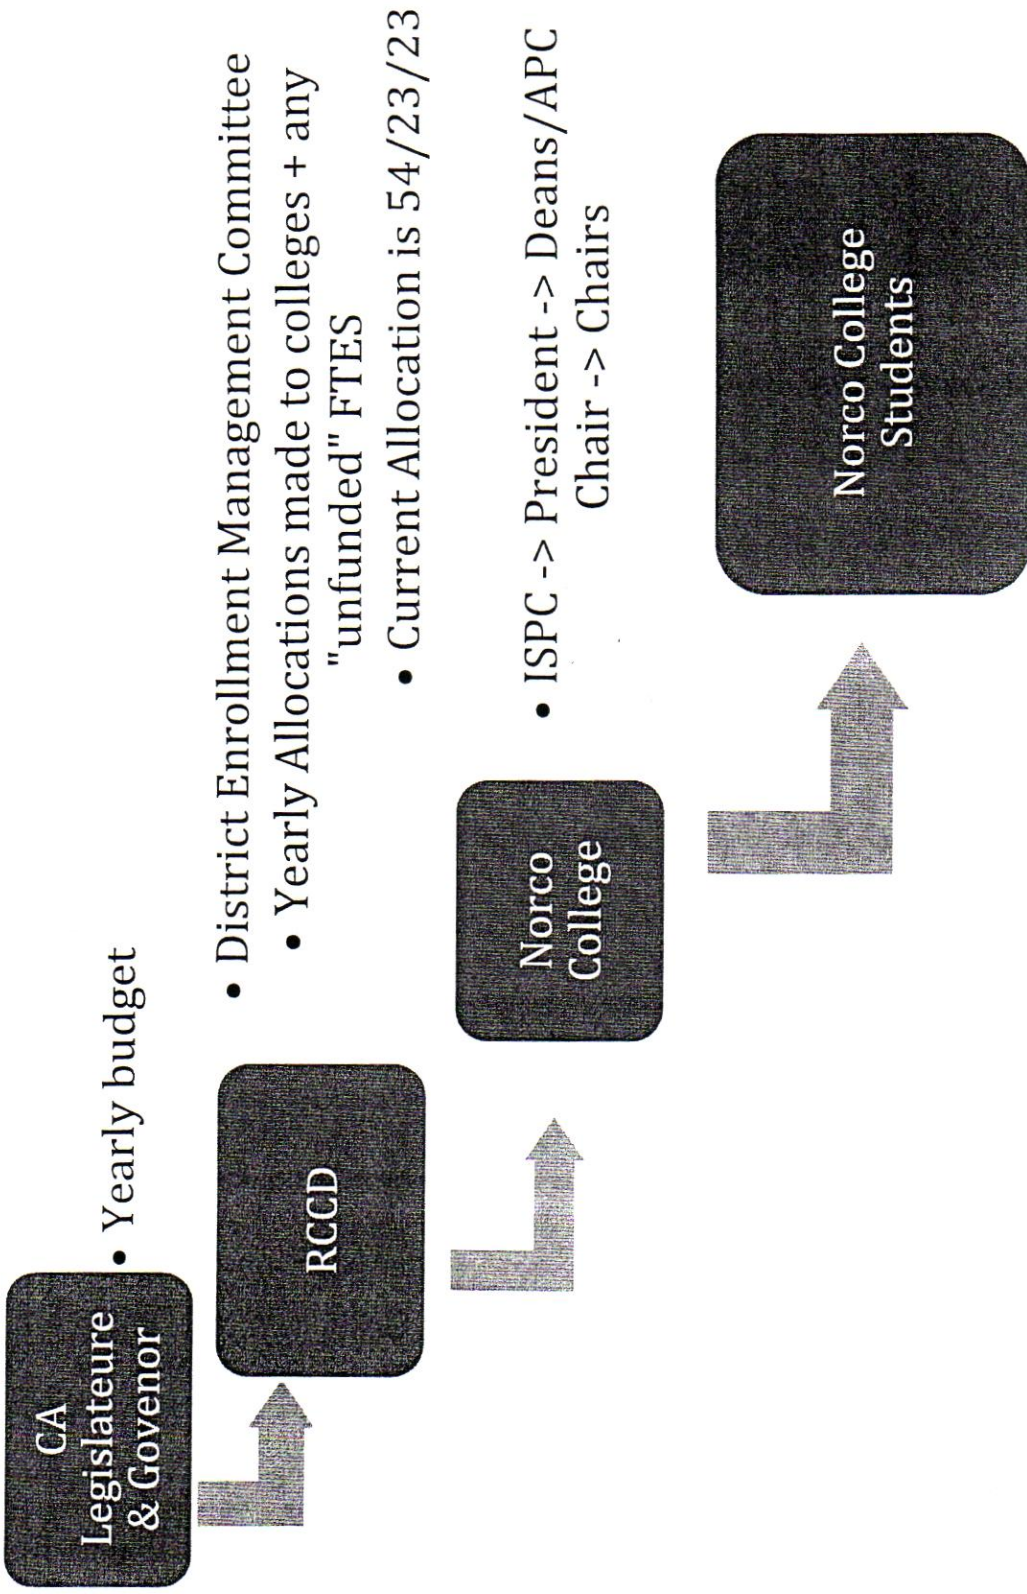 CA
Legislateure
& Govenor
• Yearly budget
RCCD
• District Enrollment Management Committee
• Yearly Allocations made to colleges + any
"unfunded" FTES
• Current Allocation is 54/23/23
Norco
College
• ISPC -> President -> Deans/APC
Chair -> Chairs
Norco College
Students